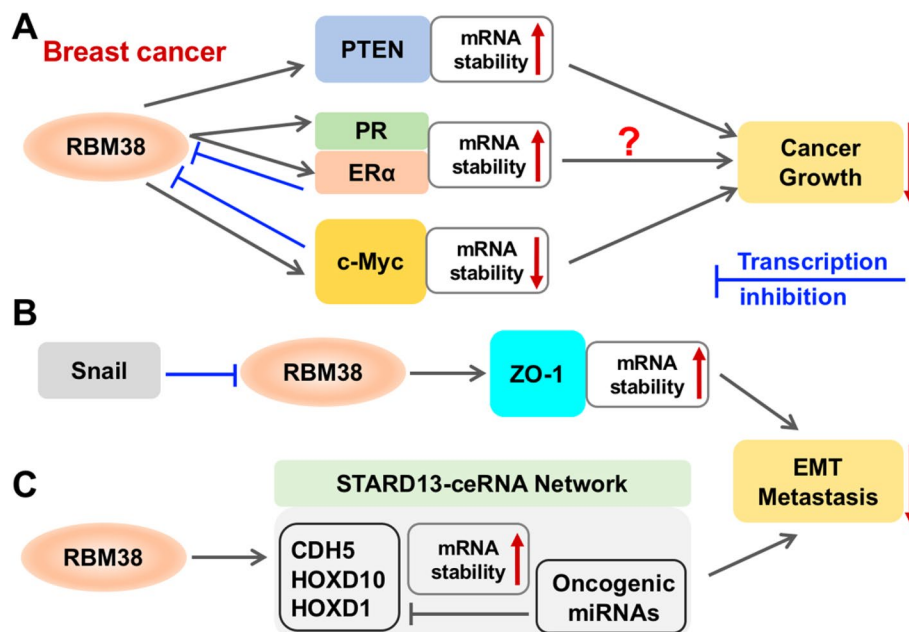 A
Breast cancer
RBM38
PTEN
mRNA
stability
PR
ERα
mRNA
stability
?
c-Myc
mRNA
stability
Cancer
Growth
Transcription
inhibition
B
Snail
RBM38
ZO-1
mRNA
stability
EMT
Metastasis
C
RBM38
STARD13-ceRNA Network
CDH5
HOXD10
HOXD1
mRNA
stability
Oncogenic
miRNAs